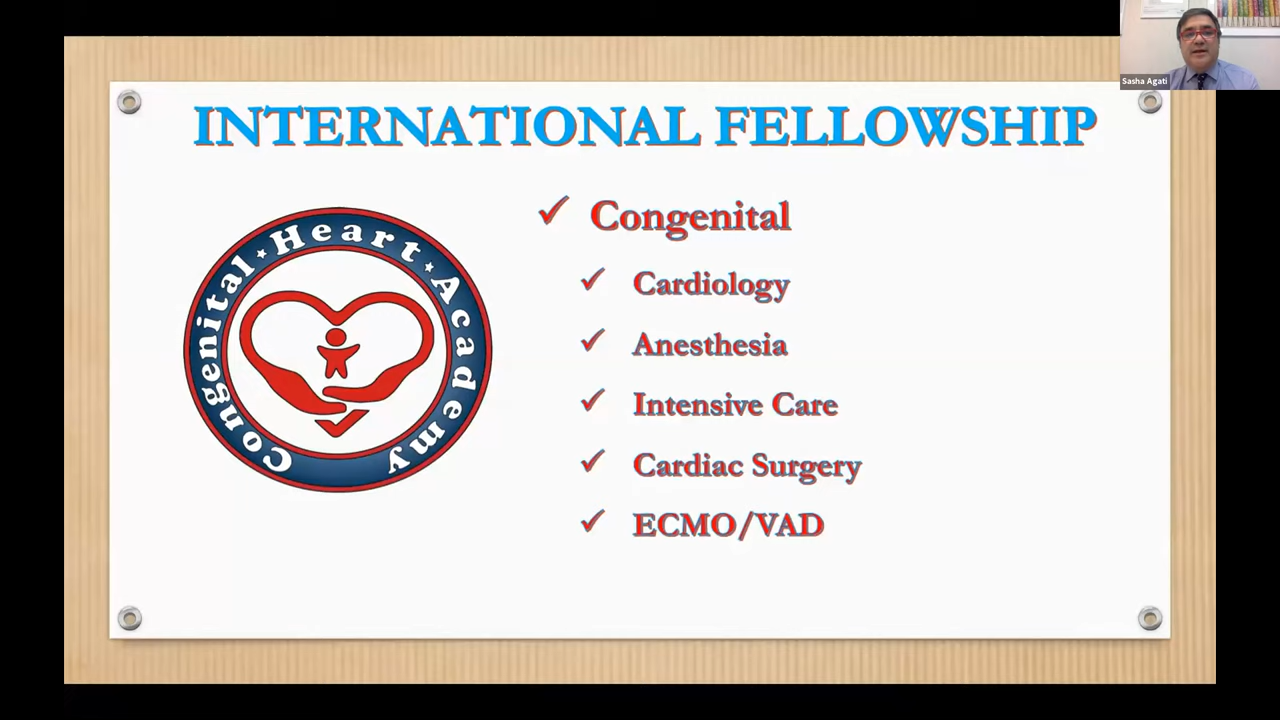 INTERNATIONAL FELLOWSHIP
Sasha Agati
Congenital Heart Academy
Congenital
Cardiology
Anesthesia
Intensive Care
Cardiac Surgery
ECMO/VAD